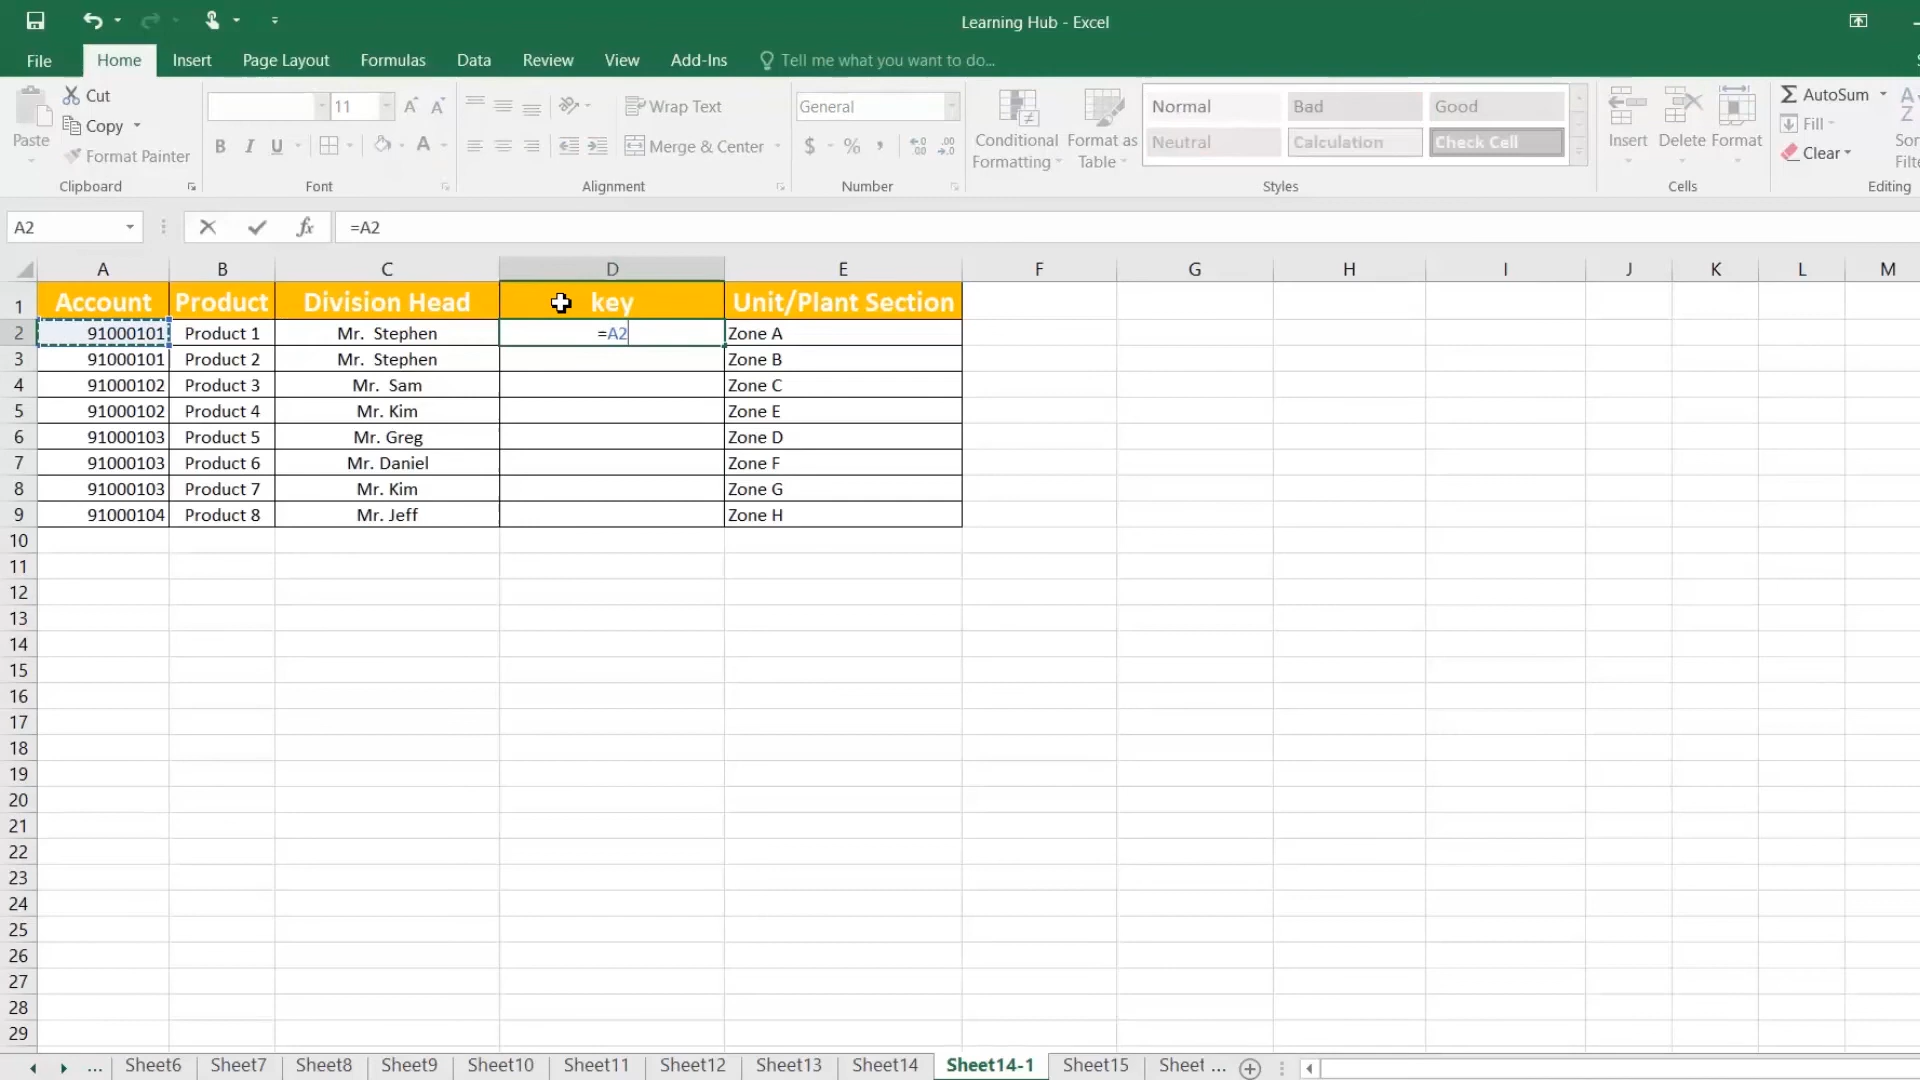 Learning Hub - Excel
File Home Insert Page Layout Formulas Data Review View Add-Ins Tell me what you want to do...
Paste Cut Copy Format Painter Clipboard
11 B I U A Font
Wrap Text Merge & Center Alignment
General $ % , Number
Conditional Formatting Format as Table
Normal Bad Good
Neutral Calculation Check Cell
Styles
Insert Delete Format Cells
AutoSum Fill Clear Editing
A2 fx =A2
A B C D E F G H I J K L M
1 Account Product Division Head key Unit/Plant Section
2 91000101 Product 1 Mr. Stephen =A2 Zone A
3 91000101 Product 2 Mr. Stephen Zone B
4 91000102 Product 3 Mr. Sam Zone C
5 91000102 Product 4 Mr. Kim Zone E
6 91000103 Product 5 Mr. Greg Zone D
7 91000103 Product 6 Mr. Daniel Zone F
8 91000103 Product 7 Mr. Kim Zone G
9 91000104 Product 8 Mr. Jeff Zone H
10
11
12
13
14
15
16
17
18
19
20
21
22
23
24
25
26
27
28
29
... Sheet6 Sheet7 Sheet8 Sheet9 Sheet10 Sheet11 Sheet12 Sheet13 Sheet14 Sheet14-1 Sheet15 Sheet ...